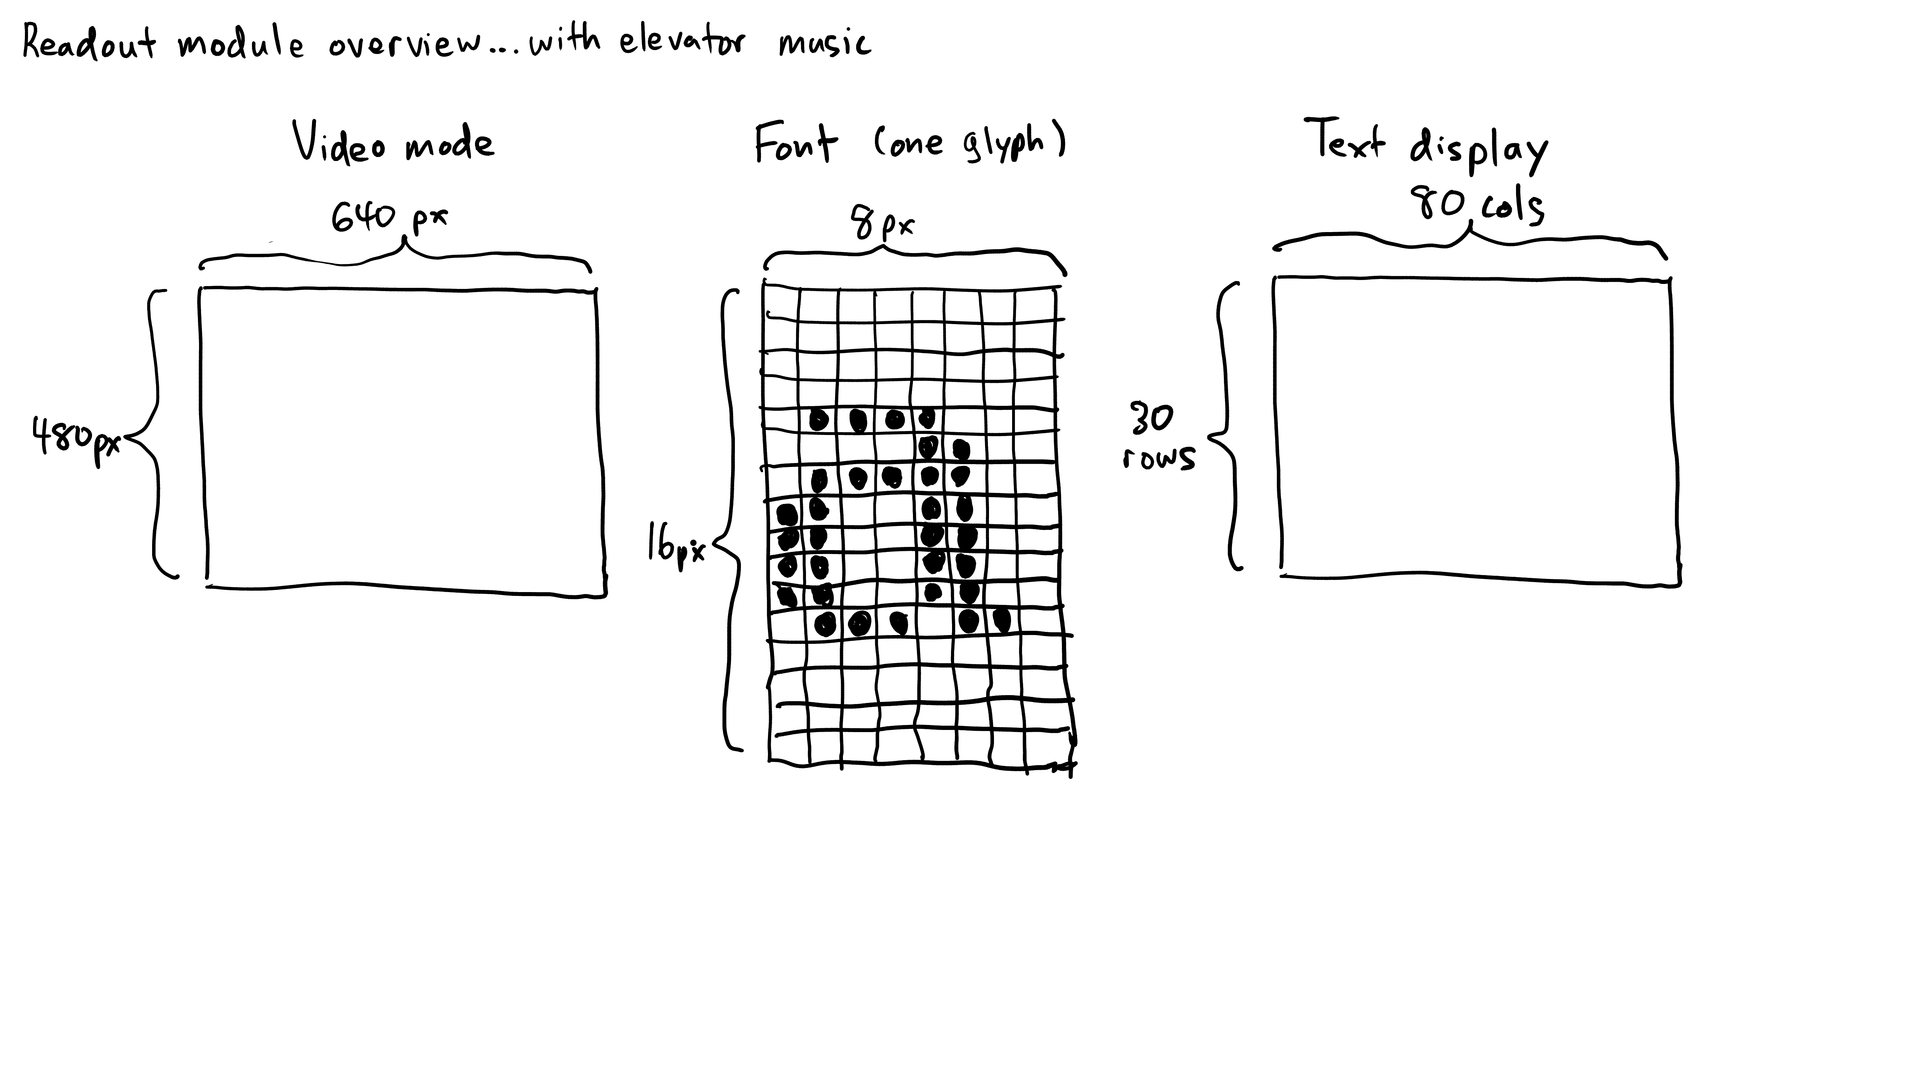 Readout module overview... with elevator music
Video mode
640 px
480px
Font (one glyph)
8px
16px
Text display
80 cols
30
rows